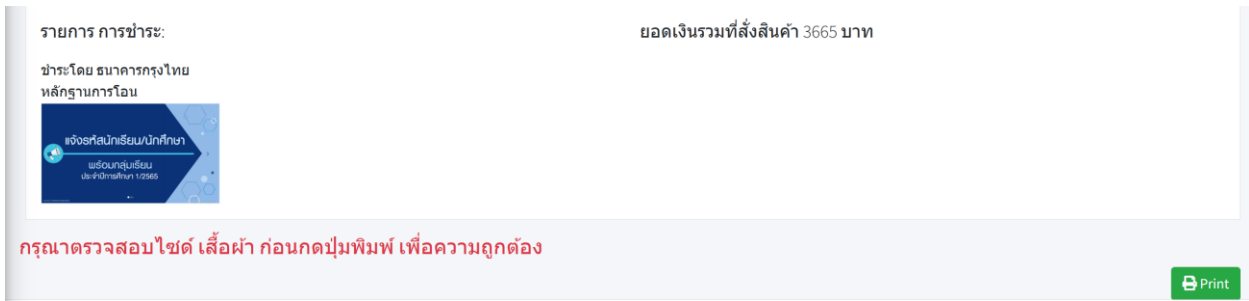 รายการ การชำระ:
ยอดเงินรวมที่สั่งสินค้า 3665 บาท
ชำระโดย ธนาคารกรุงไทย
หลักฐานการโอน
แจ้งรหัสนักเรียน/นักศึกษา
พร้อมกลุ่มเรียน
ประจำปีการศึกษา 1/2565
กรุณาตรวจสอบไซด์ เสื้อผ้า ก่อนกดปุ่มพิมพ์ เพื่อความถูกต้อง
Print